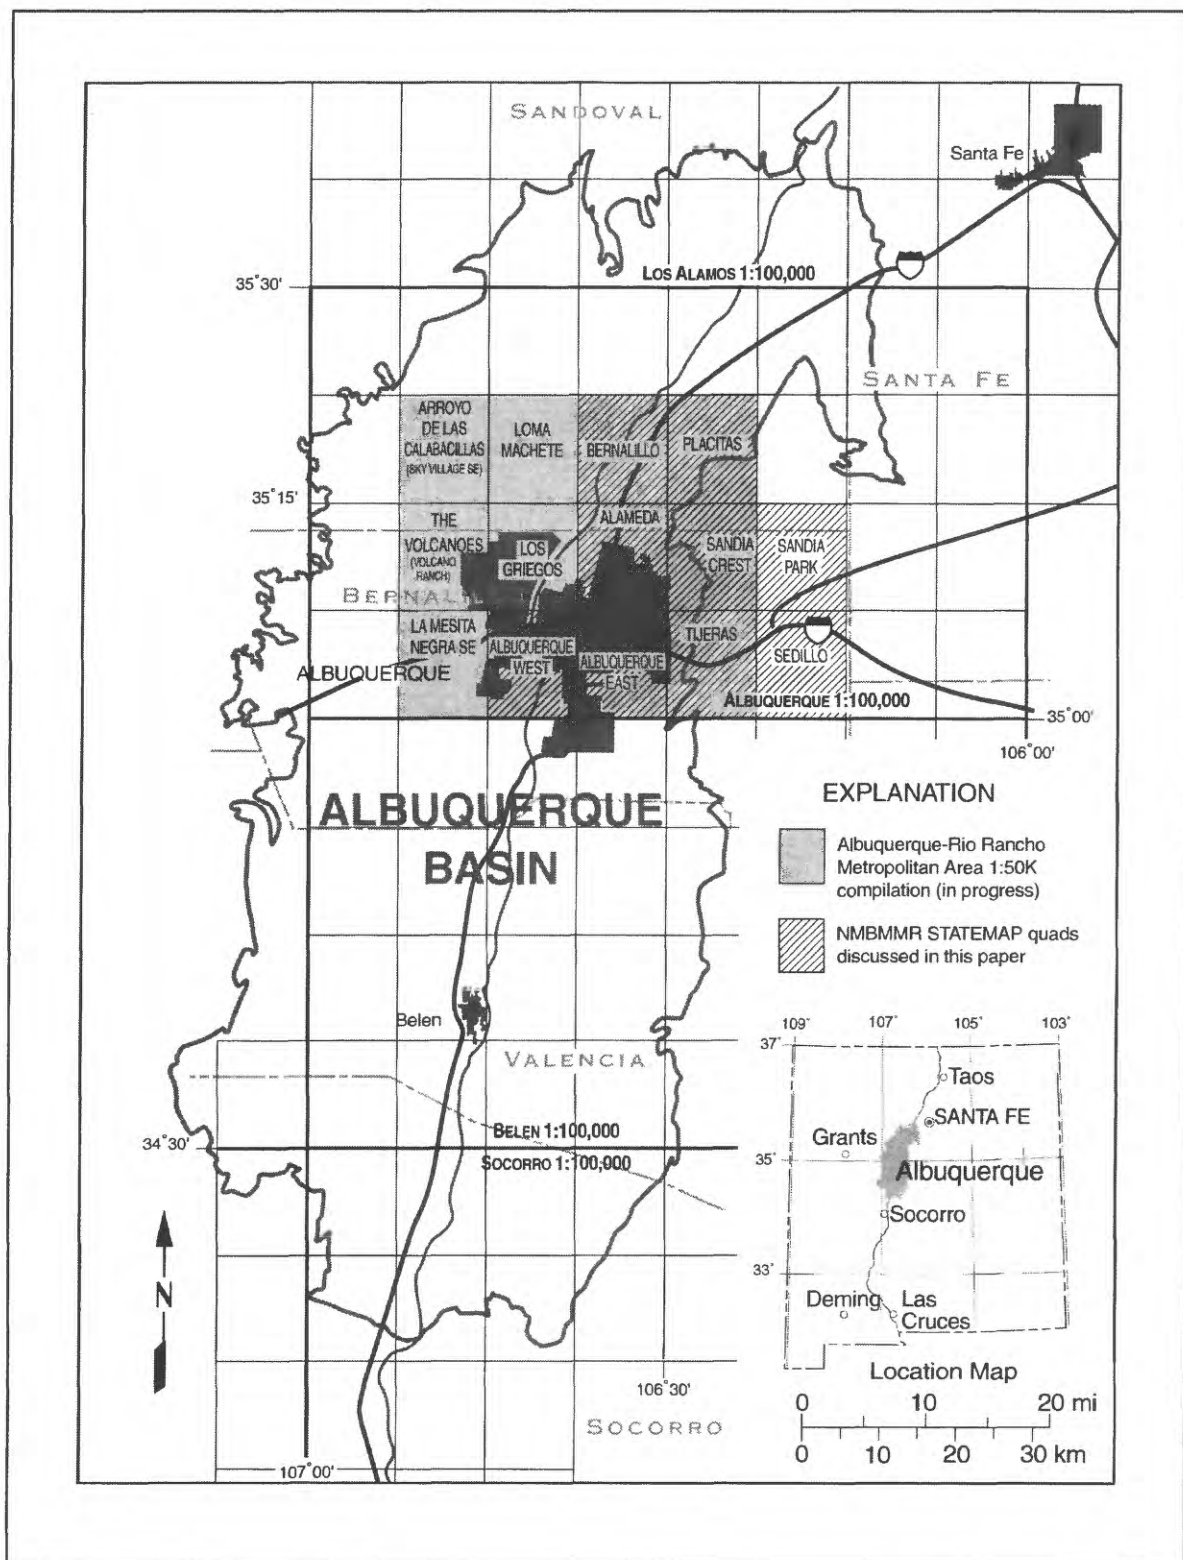 SANDOVAL
Santa Fe
LOS ALAMOS 1:100,000
35°30'
SANTA FE
ARROYO
DE LAS
CALABACILLAS
(SKY VILLAGE SE)
LOMA
MACHETE
BERNALILLO
PLACITAS
35°15'
THE
VOLCANOES
(VOLCANO
RANCH)
LOS
GRIEGOS
ALAMEDA
SANDIA
CREST
SANDIA
PARK
LA MESITA
NEGRA SE
ALBUQUERQUE
WEST
ALBUQUERQUE
EAST
TIJERAS
SEDILLO
ALBUQUERQUE
ALBUQUERQUE 1:100,000
35°00'
106°00'
ALBUQUERQUE
BASIN
EXPLANATION
Albuquerque-Rio Rancho
Metropolitan Area 1:50K
compilation (in progress)
NMBMMR STATEMAP quads
discussed in this paper
Belen
VALENCIA
BELEN 1:100,000
34°30'
SOCORRO 1:100,000
109° 107° 105° 103°
37°
Taos
SANTA FE
Grants
35°
Albuquerque
Socorro
33°
Deming
Las
Cruces
Location Map
N
106°30'
0 10 20 mi
0 10 20 30 km
SOCORRO
107°00'